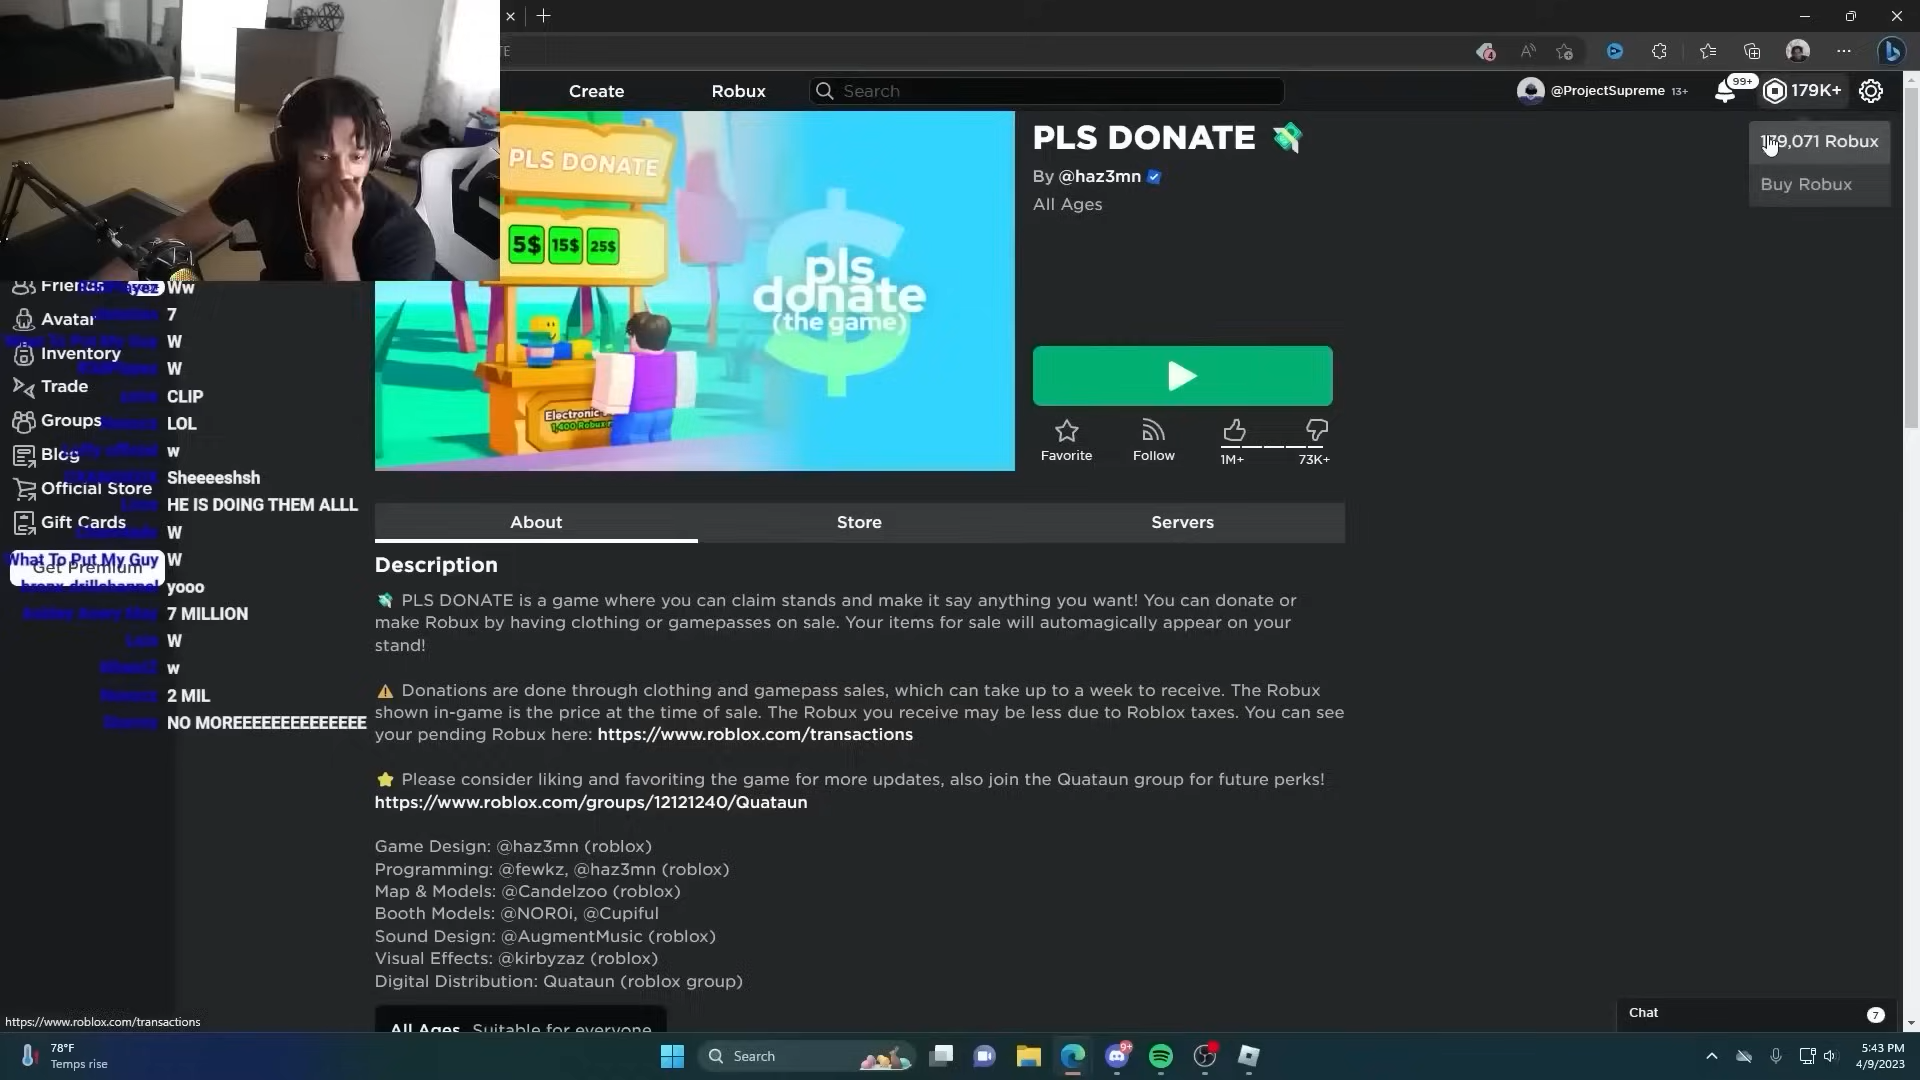 Create
Robux
Search
@ProjectSupreme 13+
99+
179K+
179,071 Robux
Buy Robux
PLS DONATE
5$ 15$ 25$
pls
donate
(the game)
Electronic
PLS DONATE
By @haz3mn
All Ages
Favorite
Follow
1M+
73K+
Friends
Avatar
Inventory
Trade
Groups
Blog
Official Store
Gift Cards
Get Premium
Ww
7
W
W
CLIP
LOL
w
Sheeeeshsh
HE IS DOING THEM ALLL
W
What To Put My Guy W
yooo
7 MILLION
W
w
2 MIL
NO MOREEEEEEEEEEEEEE
About
Store
Servers
Description
PLS DONATE is a game where you can claim stands and make it say anything you want! You can donate or
make Robux by having clothing or gamepasses on sale. Your items for sale will automagically appear on your
stand!
Donations are done through clothing and gamepass sales, which can take up to a week to receive. The Robux
shown in-game is the price at the time of sale. The Robux you receive may be less due to Roblox taxes. You can see
your pending Robux here: https://www.roblox.com/transactions
Please consider liking and favoriting the game for more updates, also join the Quataun group for future perks!
https://www.roblox.com/groups/12121240/Quataun
Game Design: @haz3mn (roblox)
Programming: @fewkz, @haz3mn (roblox)
Map & Models: @Candelzoo (roblox)
Booth Models: @NOR0i, @Cupiful
Sound Design: @AugmentMusic (roblox)
Visual Effects: @kirbyzaz (roblox)
Digital Distribution: Quataun (roblox group)
All Ages Suitable for everyone
https://www.roblox.com/transactions
Chat
7
78°F
Temps rise
Search
9+
5:43 PM
4/9/2023